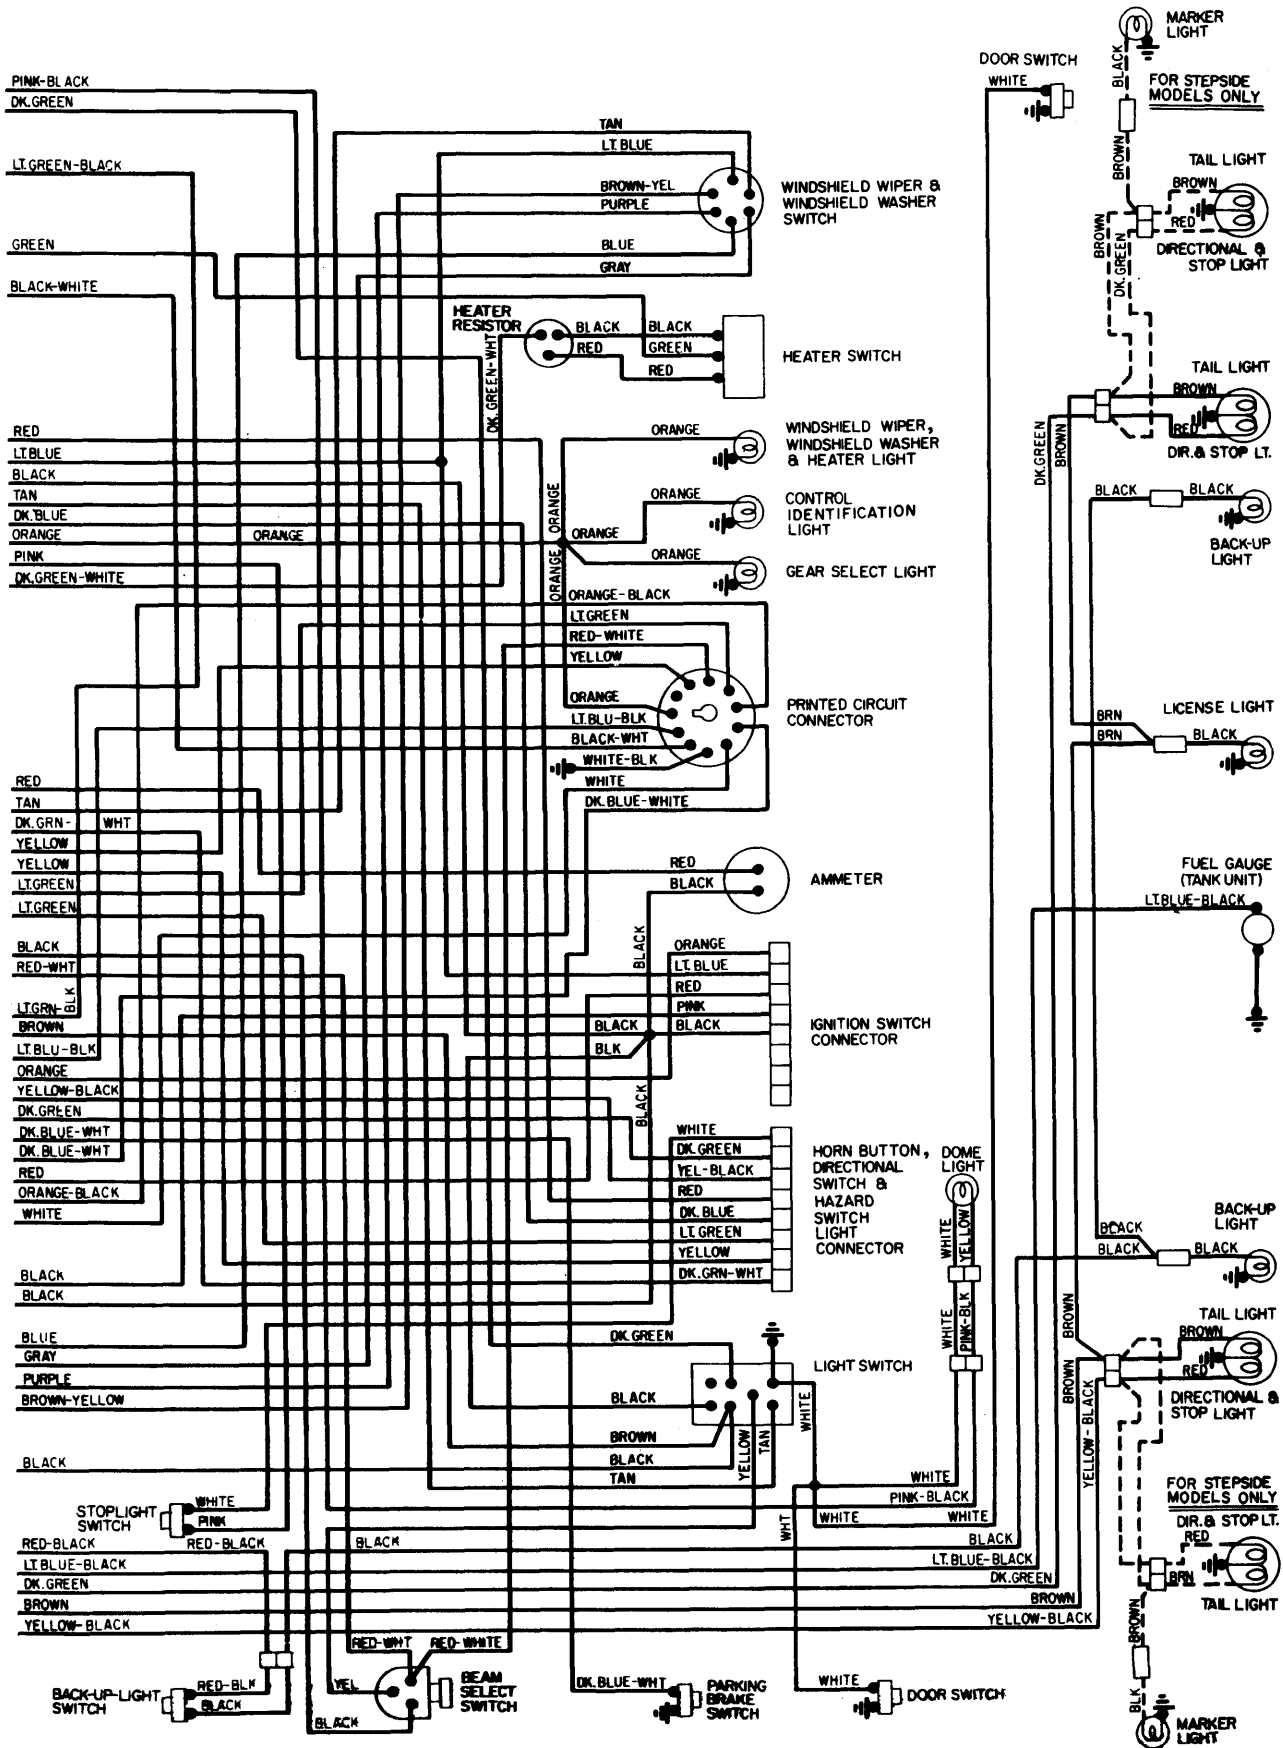 MARKER
LIGHT
DOOR SWITCH
WHITE
BLACK
FOR STEPSIDE
MODELS ONLY
BROWN
PINK-BLACK
DK.GREEN
TAN
LT.BLUE
LT.GREEN-BLACK
BROWN-YEL
PURPLE
WINDSHIELD WIPER &
WINDSHIELD WASHER
SWITCH
BLUE
GRAY
TAIL LIGHT
BROWN
RED
DIRECTIONAL &
STOP LIGHT
BROWN
DK.GREEN
GREEN
BLACK-WHITE
HEATER
RESISTOR
BLACK
BLACK
RED
GREEN
RED
HEATER SWITCH
DK.GREEN-WHT
TAIL LIGHT
BROWN
RED
DIR.& STOP LT.
DK.GREEN
BROWN
RED
LT.BLUE
BLACK
TAN
DK.BLUE
ORANGE
ORANGE
PINK
DK.GREEN-WHITE
ORANGE
WINDSHIELD WIPER,
WINDSHIELD WASHER
& HEATER LIGHT
ORANGE
ORANGE
CONTROL
IDENTIFICATION
LIGHT
ORANGE
ORANGE
ORANGE
GEAR SELECT LIGHT
BLACK
BLACK
BACK-UP
LIGHT
ORANGE-BLACK
LT.GREEN
RED-WHITE
YELLOW
ORANGE
LT.BLU-BLK
BLACK-WHT
WHITE-BLK
WHITE
DK.BLUE-WHITE
PRINTED CIRCUIT
CONNECTOR
LICENSE LIGHT
BRN
BRN
BLACK
RED
TAN
DK.GRN- WHT
YELLOW
YELLOW
LT.GREEN
LT.GREEN
BLACK
RED-WHT
LT.GRN-
BLK
BROWN
LT.BLU-BLK
ORANGE
YELLOW-BLACK
DK.GREEN
DK.BLUE-WHT
DK.BLUE-WHT
RED
ORANGE-BLACK
WHITE
RED
BLACK
AMMETER
FUEL GAUGE
(TANK UNIT)
LT.BLUE-BLACK
BLACK
ORANGE
LT.BLUE
RED
PINK
BLACK
BLACK
BLK
BLACK
IGNITION SWITCH
CONNECTOR
WHITE
DK.GREEN
YEL-BLACK
RED
DK.BLUE
LT.GREEN
YELLOW
DK.GRN-WHT
HORN BUTTON,
DIRECTIONAL
SWITCH &
HAZARD
SWITCH
LIGHT
CONNECTOR
DOME
LIGHT
WHITE
YELLOW
WHITE
PINK-BLK
BACK-UP
LIGHT
BLACK
BLACK
BLACK
BLACK
BLACK
BLUE
GRAY
PURPLE
BROWN-YELLOW
BLACK
DK.GREEN
LIGHT SWITCH
BLACK
BROWN
BLACK
TAN
YELLOW
TAN
WHITE
BROWN
BROWN
YELLOW-BLACK
TAIL LIGHT
BROWN
RED
DIRECTIONAL &
STOP LIGHT
WHITE
PINK-BLACK
WHITE
WHITE
WHT
STOPLIGHT
SWITCH
WHITE
PINK
RED-BLACK
RED-BLACK
BLACK
BLACK
LT.BLUE-BLACK
LT.BLUE-BLACK
DK.GREEN
DK.GREEN
BROWN
BROWN
YELLOW-BLACK
YELLOW-BLACK
FOR STEPSIDE
MODELS ONLY
DIR.& STOP LT.
RED
BRN
TAIL LIGHT
BROWN
BLK
MARKER
LIGHT
BACK-UP-LIGHT
SWITCH
RED-BLK
BLACK
RED-WHT
RED-WHITE
YEL
BLACK
BEAM
SELECT
SWITCH
DK.BLUE-WHT
PARKING
BRAKE
SWITCH
WHITE
DOOR SWITCH